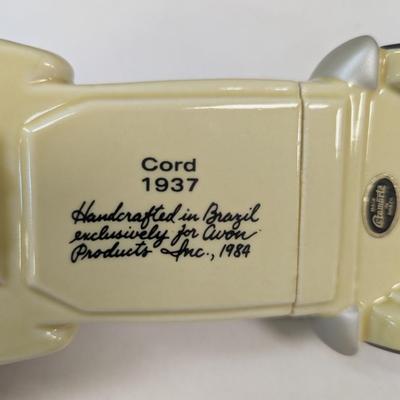 Cord
1937
Handcrafted in Brazil
exclusively for Avon
Products Inc., 1984